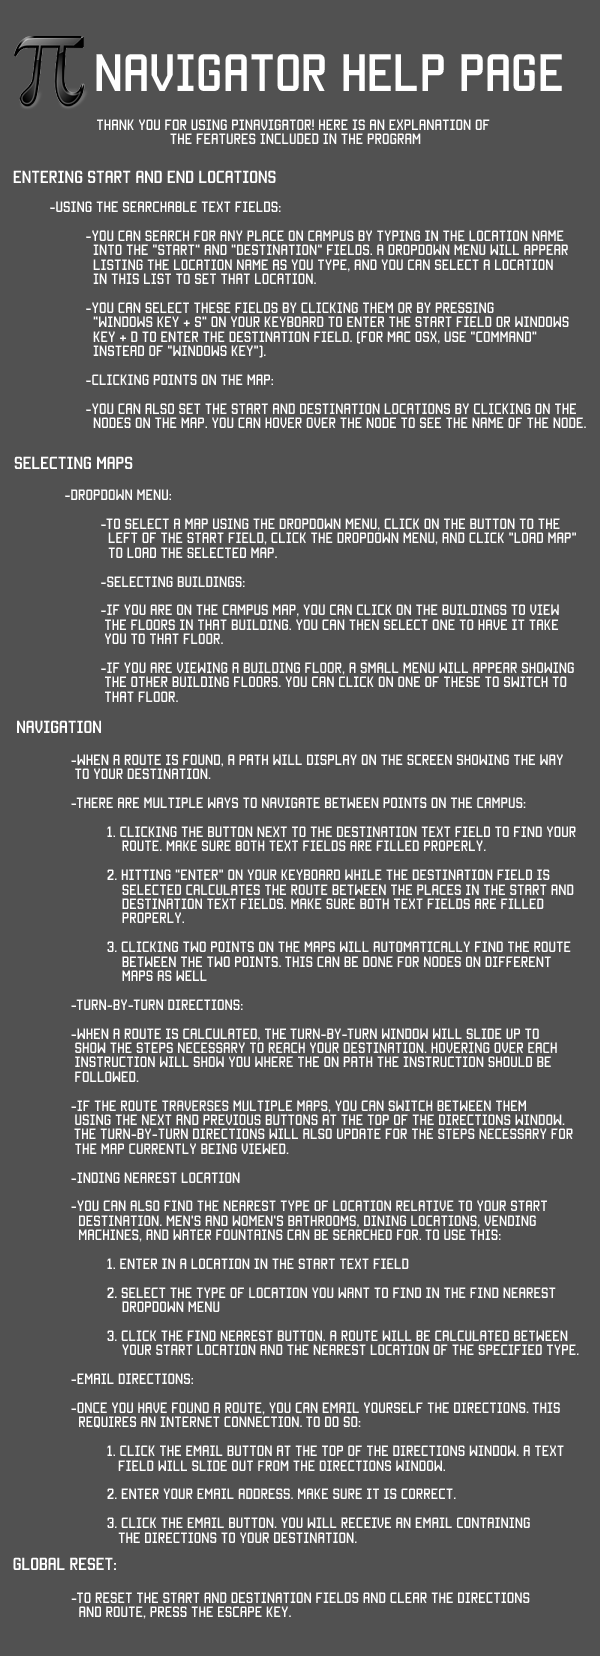 π NAVIGATOR HELP PAGE
THANK YOU FOR USING PINAVIGATOR! HERE IS AN EXPLANATION OF
THE FEATURES INCLUDED IN THE PROGRAM
ENTERING START AND END LOCATIONS
-USING THE SEARCHABLE TEXT FIELDS:
-YOU CAN SEARCH FOR ANY PLACE ON CAMPUS BY TYPING IN THE LOCATION NAME
INTO THE "START" AND "DESTINATION" FIELDS. A DROPDOWN MENU WILL APPEAR
LISTING THE LOCATION NAME AS YOU TYPE, AND YOU CAN SELECT A LOCATION
IN THIS LIST TO SET THAT LOCATION.
-YOU CAN SELECT THESE FIELDS BY CLICKING THEM OR BY PRESSING
"WINDOWS KEY + S" ON YOUR KEYBOARD TO ENTER THE START FIELD OR WINDOWS
KEY + D TO ENTER THE DESTINATION FIELD. (FOR MAC OSX, USE "COMMAND"
INSTEAD OF "WINDOWS KEY").
-CLICKING POINTS ON THE MAP:
-YOU CAN ALSO SET THE START AND DESTINATION LOCATIONS BY CLICKING ON THE
NODES ON THE MAP. YOU CAN HOVER OVER THE NODE TO SEE THE NAME OF THE NODE.
SELECTING MAPS
-DROPDOWN MENU:
-TO SELECT A MAP USING THE DROPDOWN MENU, CLICK ON THE BUTTON TO THE
LEFT OF THE START FIELD, CLICK THE DROPDOWN MENU, AND CLICK "LOAD MAP"
TO LOAD THE SELECTED MAP.
-SELECTING BUILDINGS:
-IF YOU ARE ON THE CAMPUS MAP, YOU CAN CLICK ON THE BUILDINGS TO VIEW
THE FLOORS IN THAT BUILDING. YOU CAN THEN SELECT ONE TO HAVE IT TAKE
YOU TO THAT FLOOR.
-IF YOU ARE VIEWING A BUILDING FLOOR, A SMALL MENU WILL APPEAR SHOWING
THE OTHER BUILDING FLOORS. YOU CAN CLICK ON ONE OF THESE TO SWITCH TO
THAT FLOOR.
NAVIGATION
-WHEN A ROUTE IS FOUND, A PATH WILL DISPLAY ON THE SCREEN SHOWING THE WAY
TO YOUR DESTINATION.
-THERE ARE MULTIPLE WAYS TO NAVIGATE BETWEEN POINTS ON THE CAMPUS:
1. CLICKING THE BUTTON NEXT TO THE DESTINATION TEXT FIELD TO FIND YOUR
ROUTE. MAKE SURE BOTH TEXT FIELDS ARE FILLED PROPERLY.
2. HITTING "ENTER" ON YOUR KEYBOARD WHILE THE DESTINATION FIELD IS
SELECTED CALCULATES THE ROUTE BETWEEN THE PLACES IN THE START AND
DESTINATION TEXT FIELDS. MAKE SURE BOTH TEXT FIELDS ARE FILLED
PROPERLY.
3. CLICKING TWO POINTS ON THE MAPS WILL AUTOMATICALLY FIND THE ROUTE
BETWEEN THE TWO POINTS. THIS CAN BE DONE FOR NODES ON DIFFERENT
MAPS AS WELL
-TURN-BY-TURN DIRECTIONS:
-WHEN A ROUTE IS CALCULATED, THE TURN-BY-TURN WINDOW WILL SLIDE UP TO
SHOW THE STEPS NECESSARY TO REACH YOUR DESTINATION. HOVERING OVER EACH
INSTRUCTION WILL SHOW YOU WHERE THE ON PATH THE INSTRUCTION SHOULD BE
FOLLOWED.
-IF THE ROUTE TRAVERSES MULTIPLE MAPS, YOU CAN SWITCH BETWEEN THEM
USING THE NEXT AND PREVIOUS BUTTONS AT THE TOP OF THE DIRECTIONS WINDOW.
THE TURN-BY-TURN DIRECTIONS WILL ALSO UPDATE FOR THE STEPS NECESSARY FOR
THE MAP CURRENTLY BEING VIEWED.
-INDING NEAREST LOCATION
-YOU CAN ALSO FIND THE NEAREST TYPE OF LOCATION RELATIVE TO YOUR START
DESTINATION. MEN'S AND WOMEN'S BATHROOMS, DINING LOCATIONS, VENDING
MACHINES, AND WATER FOUNTAINS CAN BE SEARCHED FOR. TO USE THIS:
1. ENTER IN A LOCATION IN THE START TEXT FIELD
2. SELECT THE TYPE OF LOCATION YOU WANT TO FIND IN THE FIND NEAREST
DROPDOWN MENU
3. CLICK THE FIND NEAREST BUTTON. A ROUTE WILL BE CALCULATED BETWEEN
YOUR START LOCATION AND THE NEAREST LOCATION OF THE SPECIFIED TYPE.
-EMAIL DIRECTIONS:
-ONCE YOU HAVE FOUND A ROUTE, YOU CAN EMAIL YOURSELF THE DIRECTIONS. THIS
REQUIRES AN INTERNET CONNECTION. TO DO SO:
1. CLICK THE EMAIL BUTTON AT THE TOP OF THE DIRECTIONS WINDOW. A TEXT
FIELD WILL SLIDE OUT FROM THE DIRECTIONS WINDOW.
2. ENTER YOUR EMAIL ADDRESS. MAKE SURE IT IS CORRECT.
3. CLICK THE EMAIL BUTTON. YOU WILL RECEIVE AN EMAIL CONTAINING
THE DIRECTIONS TO YOUR DESTINATION.
GLOBAL RESET:
-TO RESET THE START AND DESTINATION FIELDS AND CLEAR THE DIRECTIONS
AND ROUTE, PRESS THE ESCAPE KEY.